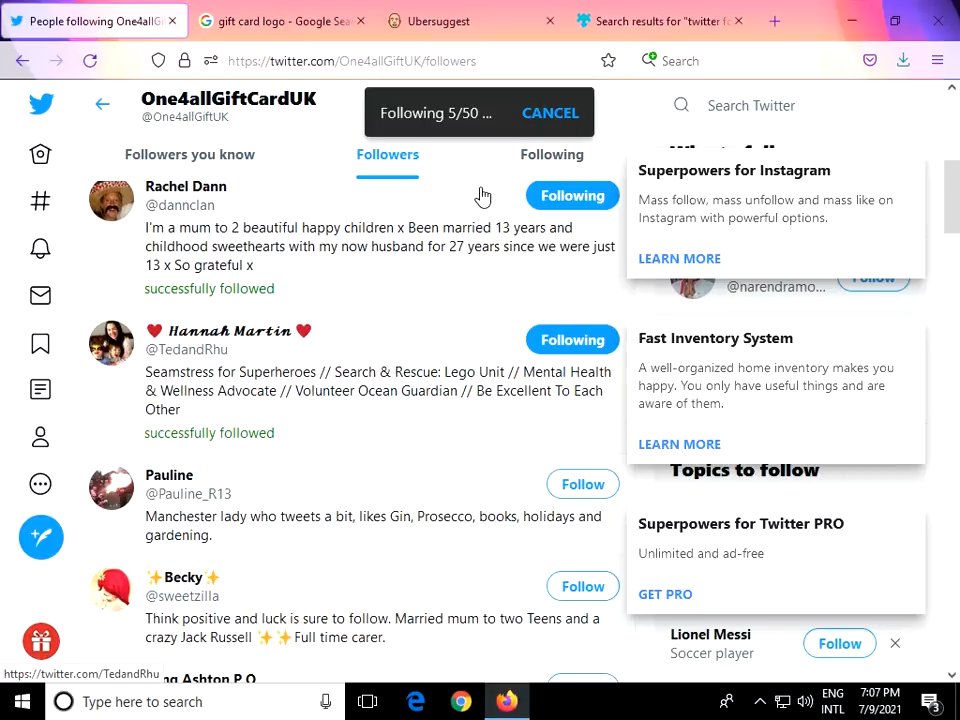 People following One4allGi
gift card logo - Google Sea
Ubersuggest
Search results for "twitter fo
https://twitter.com/One4allGiftUK/followers
Search
One4allGiftCardUK
@One4allGiftUK
Following 5/50 ...
CANCEL
Search Twitter
Followers you know
Followers
Following
Rachel Dann
@dannclan
Following
I'm a mum to 2 beautiful happy children x Been married 13 years and
childhood sweethearts with my now husband for 27 years since we were just
13 x So grateful x
successfully followed
♥ Hannah Martin ♥
@TedandRhu
Following
Seamstress for Superheroes // Search & Rescue: Lego Unit // Mental Health
& Wellness Advocate // Volunteer Ocean Guardian // Be Excellent To Each
Other
successfully followed
Pauline
@Pauline_R13
Follow
Manchester lady who tweets a bit, likes Gin, Prosecco, books, holidays and
gardening.
✨Becky✨
@sweetzilla
Follow
Think positive and luck is sure to follow. Married mum to two Teens and a
crazy Jack Russell ✨✨Full time carer.
Ashton P.O
Superpowers for Instagram
Mass follow, mass unfollow and mass like on
Instagram with powerful options.
LEARN MORE
@narendramo...
Follow
Fast Inventory System
A well-organized home inventory makes you
happy. You only have useful things and are
aware of them.
LEARN MORE
Topics to follow
Superpowers for Twitter PRO
Unlimited and ad-free
GET PRO
Lionel Messi
Soccer player
Follow
https://twitter.com/TedandRhu
Type here to search
ENG
INTL
7:07 PM
7/9/2021
3